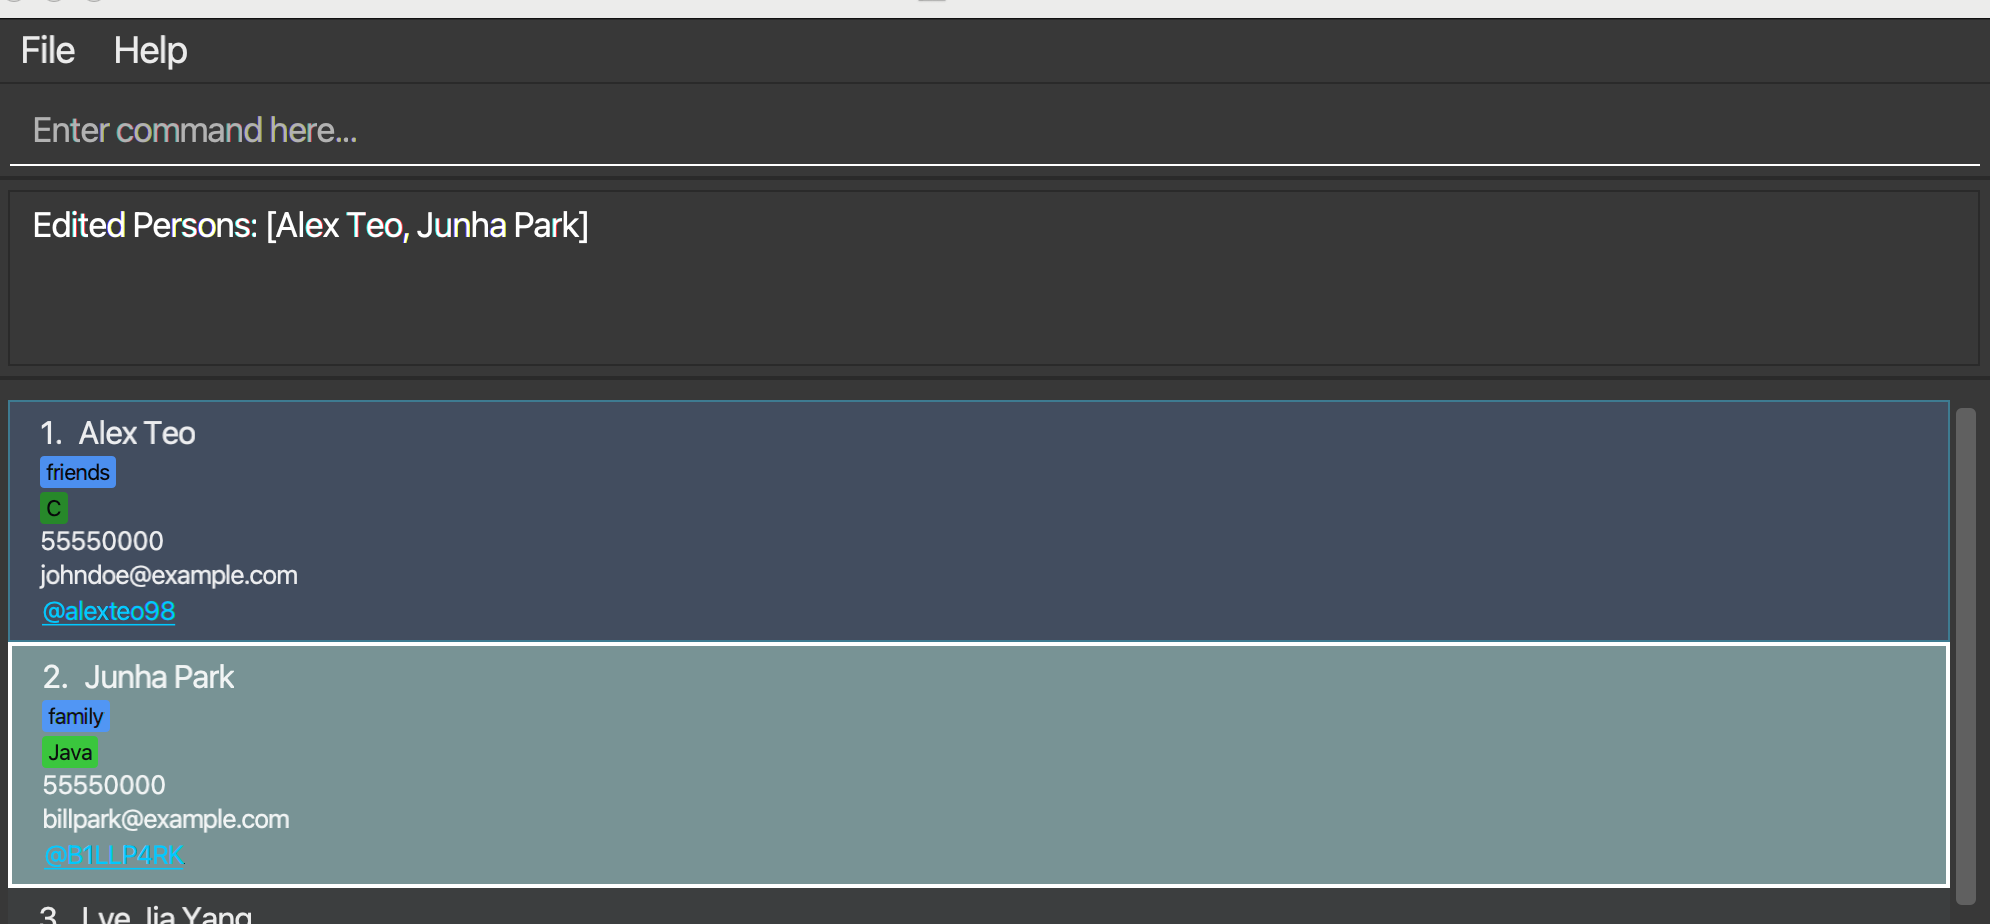 File Help
Enter command here...
Edited Persons: [Alex Teo, Junha Park]
1. Alex Teo
friends
C
55550000
johndoe@example.com
@alexteo98
2. Junha Park
family
Java
55550000
billpark@example.com
@B1LLP4RK
3. Lye Jia Yang